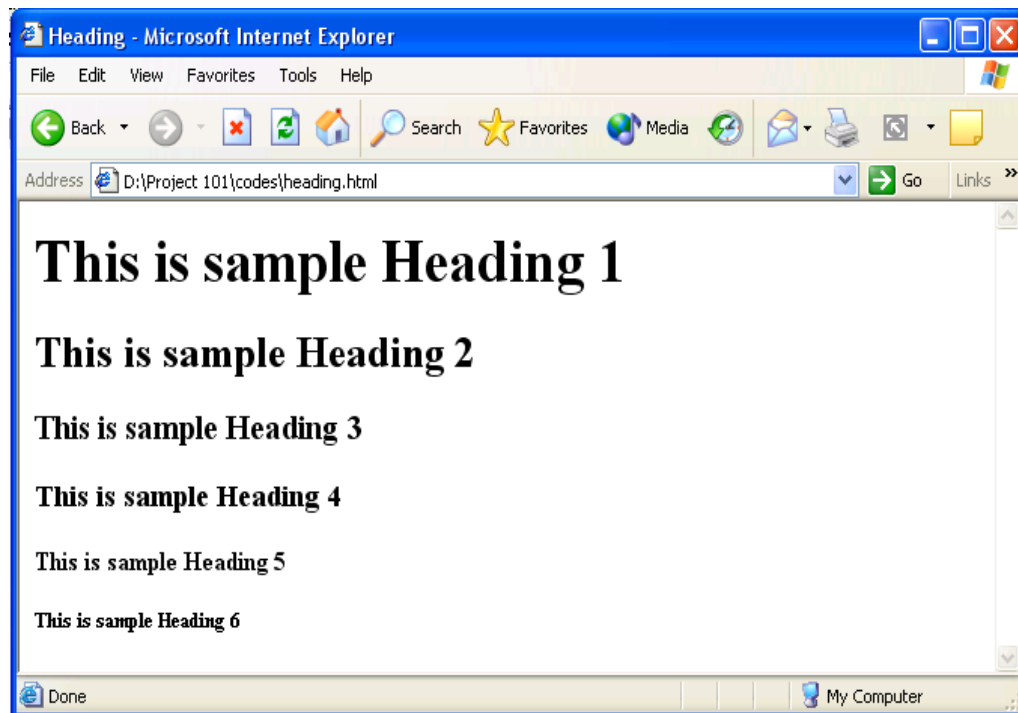 Heading - Microsoft Internet Explorer
File Edit View Favorites Tools Help
Back Search Favorites Media
Address D:\Project 101\codes\heading.html Go Links »
This is sample Heading 1
This is sample Heading 2
This is sample Heading 3
This is sample Heading 4
This is sample Heading 5
This is sample Heading 6
Done My Computer